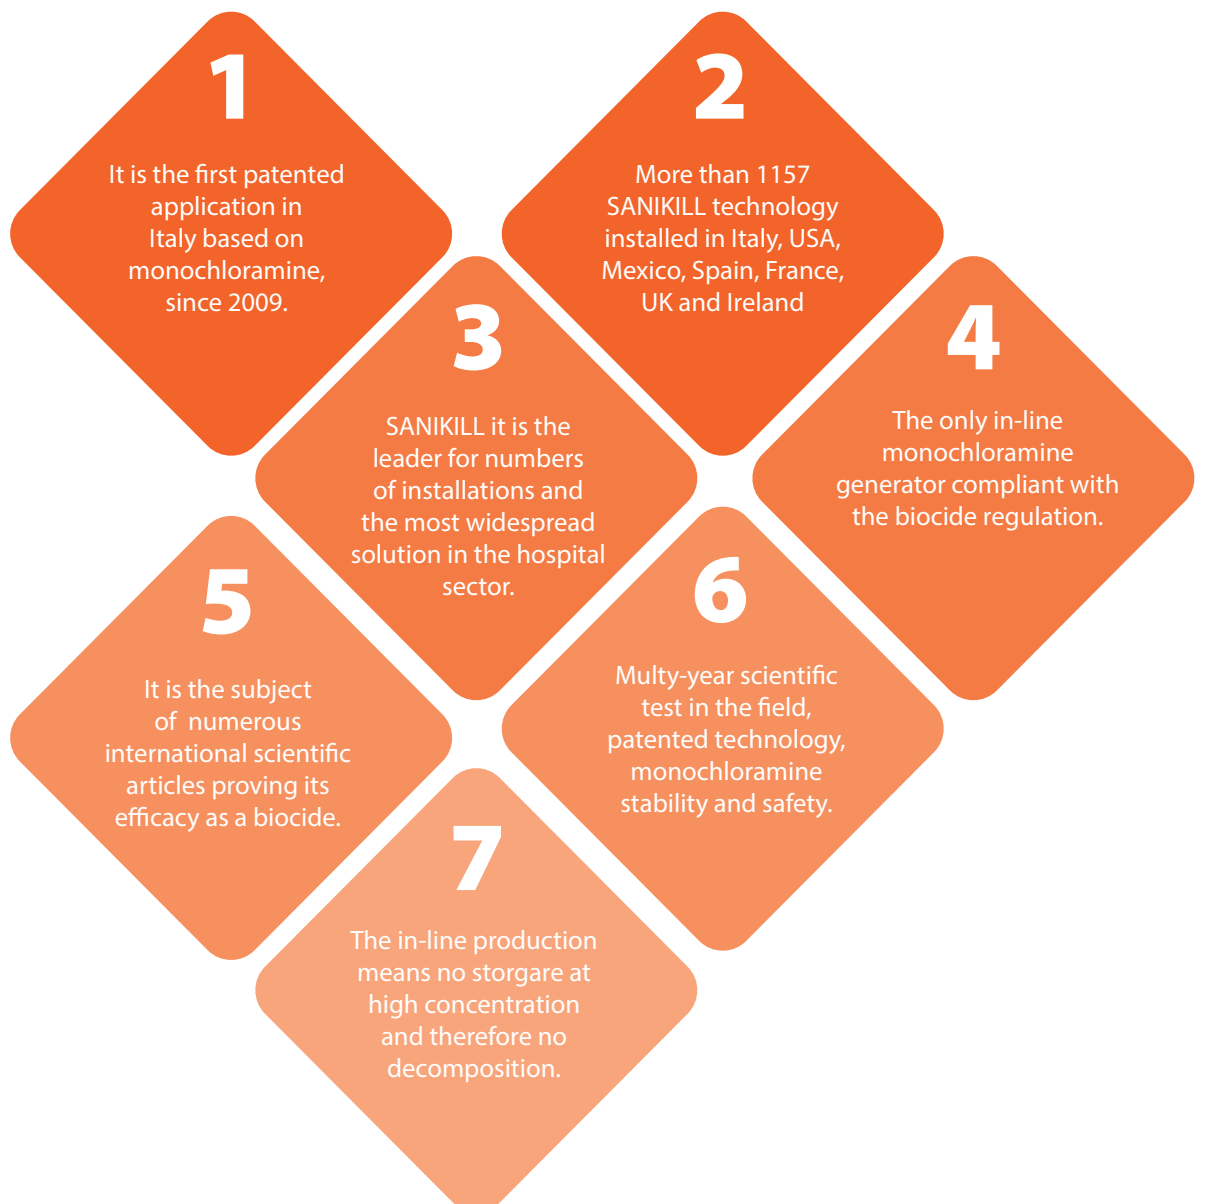 1
It is the first patented
application in
Italy based on
monochloramine,
since 2009.
2
More than 1157
SANIKILL technology
installed in Italy, USA,
Mexico, Spain, France,
UK and Ireland
3
SANIKILL it is the
leader for numbers
of installations and
the most widespread
solution in the hospital
sector.
4
The only in-line
monochloramine
generator compliant with
the biocide regulation.
5
It is the subject
of numerous
international scientific
articles proving its
efficacy as a biocide.
6
Multy-year scientific
test in the field,
patented technology,
monochloramine
stability and safety.
7
The in-line production
means no storgare at
high concentration
and therefore no
decomposition.